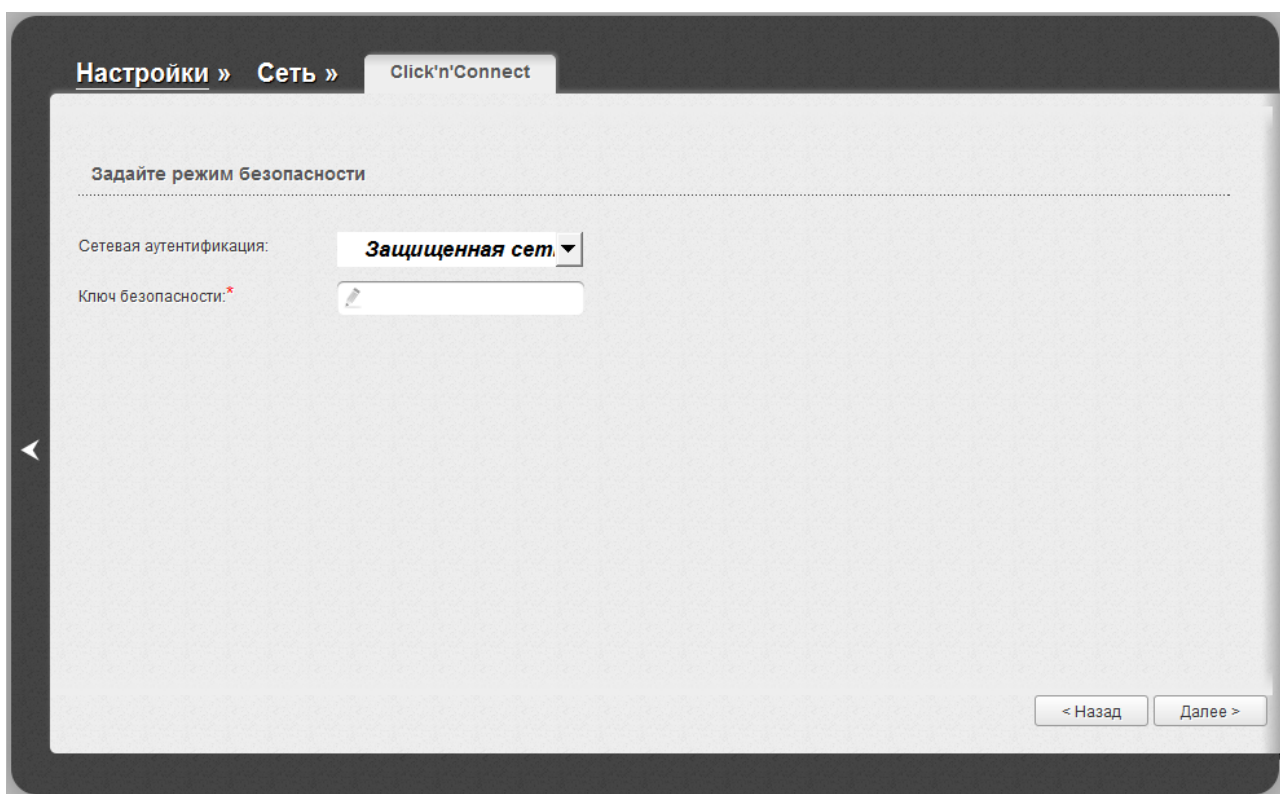 Настройки » Сеть » Click'n'Connect
Задайте режим безопасности
Сетевая аутентификация: Защищенная сет
Ключ безопасности:*
< Назад Далее >